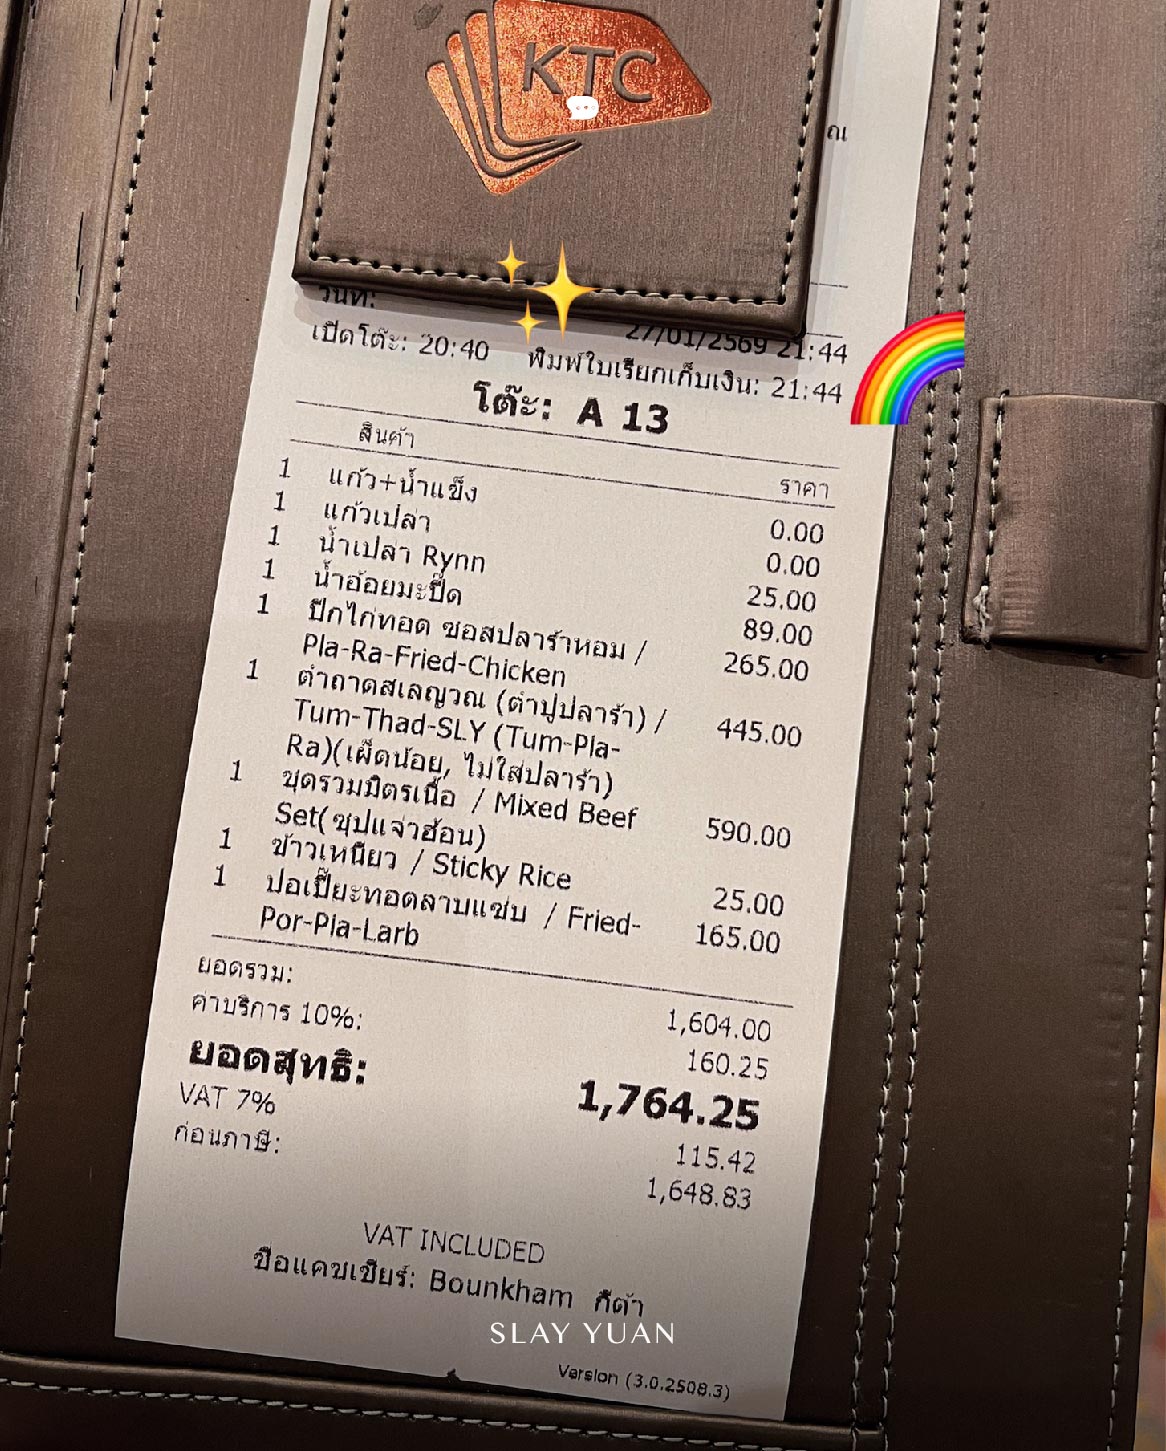 KTC
ณ
วันที่: 27/01/2569 21:44
เปิดโต๊ะ: 20:40 พิมพ์ใบเรียกเก็บเงิน: 21:44
โต๊ะ: A 13
สินค้า ราคา
1 แก้ว+น้ำแข็ง 0.00
1 แก้วเปล่า 0.00
1 น้ำเปล่า Rynn 25.00
1 น้ำอ้อยมะปี๊ด 89.00
1 ปีกไก่ทอด ซอสปลาร้าหอม / 265.00
Pla-Ra-Fried-Chicken
1 ตำถาดสเลญวณ (ตำปูปลาร้า) / 445.00
Tum-Thad-SLY (Tum-Pla-
Ra)(เผ็ดน้อย, ไม่ใส่ปลาร้า)
1 ชุดรวมมิตรเนื้อ / Mixed Beef 590.00
Set(ซุปแจ่วฮ้อน)
1 ข้าวเหนียว / Sticky Rice 25.00
1 ปอเปี๊ยะทอดลาบแซ่บ / Fried- 165.00
Por-Pla-Larb
ยอดรวม: 1,604.00
ค่าบริการ 10%: 160.25
ยอดสุทธิ: 1,764.25
VAT 7% 115.42
ก่อนภาษี: 1,648.83
VAT INCLUDED
ชื่อแคชเชียร์: Bounkham กีต้า
SLAY YUAN
Version (3.0.2508.3)